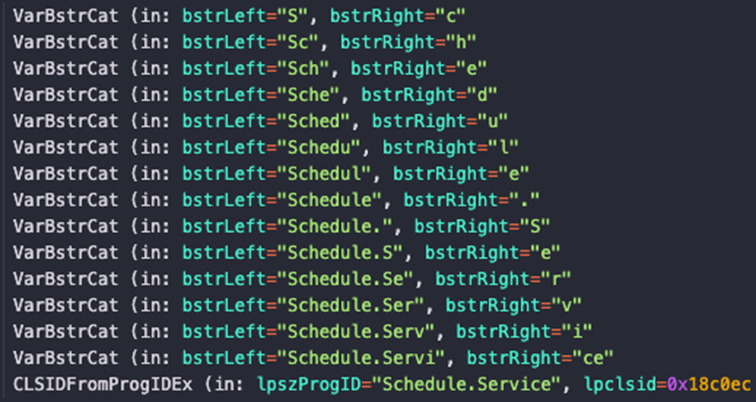 VarBstrCat (in: bstrLeft="S", bstrRight="c"
VarBstrCat (in: bstrLeft="Sc", bstrRight="h"
VarBstrCat (in: bstrLeft="Sch", bstrRight="e"
VarBstrCat (in: bstrLeft="Sche", bstrRight="d"
VarBstrCat (in: bstrLeft="Sched", bstrRight="u"
VarBstrCat (in: bstrLeft="Schedu", bstrRight="l"
VarBstrCat (in: bstrLeft="Schedul", bstrRight="e"
VarBstrCat (in: bstrLeft="Schedule", bstrRight="."
VarBstrCat (in: bstrLeft="Schedule.", bstrRight="S"
VarBstrCat (in: bstrLeft="Schedule.S", bstrRight="e"
VarBstrCat (in: bstrLeft="Schedule.Se", bstrRight="r"
VarBstrCat (in: bstrLeft="Schedule.Ser", bstrRight="v"
VarBstrCat (in: bstrLeft="Schedule.Serv", bstrRight="i"
VarBstrCat (in: bstrLeft="Schedule.Servi", bstrRight="ce"
CLSIDFromProgIDEx (in: lpszProgID="Schedule.Service", lpclsid=0x18c0ec